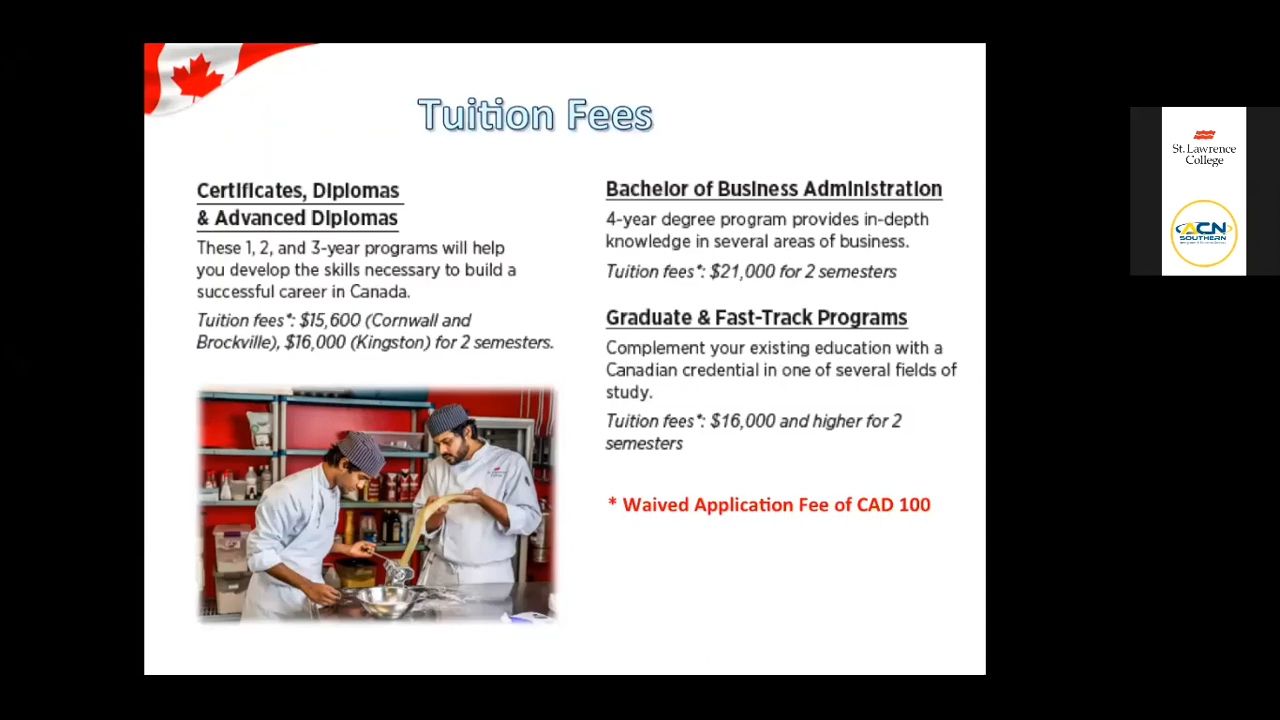 Tuition Fees
Certificates, Diplomas
& Advanced Diplomas
These 1, 2, and 3-year programs will help
you develop the skills necessary to build a
successful career in Canada.
Tuition fees*: $15,600 (Cornwall and
Brockville), $16,000 (Kingston) for 2 semesters.
Bachelor of Business Administration
4-year degree program provides in-depth
knowledge in several areas of business.
Tuition fees*: $21,000 for 2 semesters
Graduate & Fast-Track Programs
Complement your existing education with a
Canadian credential in one of several fields of
study.
Tuition fees*: $16,000 and higher for 2
semesters
* Waived Application Fee of CAD 100
St. Lawrence
College
ACN
SOUTHERN